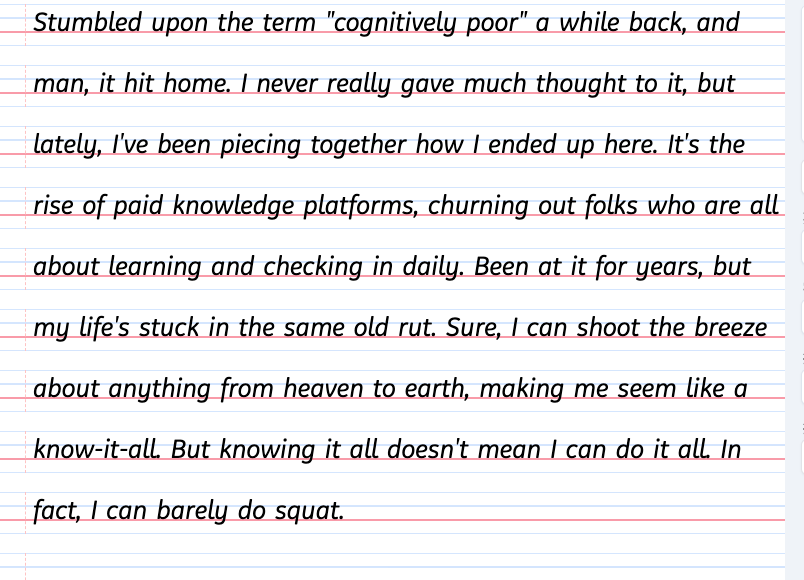 Stumbled upon the term "cognitively poor" a while back, and
man, it hit home. I never really gave much thought to it, but
lately, I've been piecing together how I ended up here. It's the
rise of paid knowledge platforms, churning out folks who are all
about learning and checking in daily. Been at it for years, but
my life's stuck in the same old rut. Sure, I can shoot the breeze
about anything from heaven to earth, making me seem like a
know-it-all. But knowing it all doesn't mean I can do it all. In
fact, I can barely do squat.